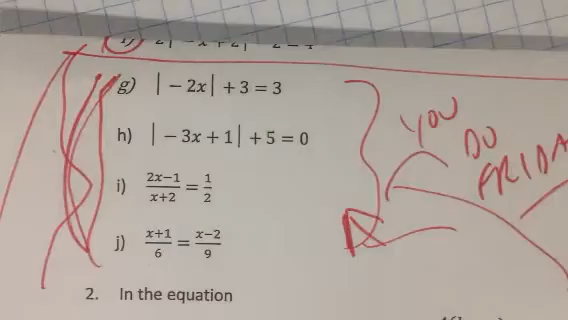 g) | − 2x| + 3 = 3
h) | − 3x + 1| + 5 = 0
i) 2x−1/x+2 = 1/2
j) x+1/6 = x−2/9
2. In the equation
YOU
DO